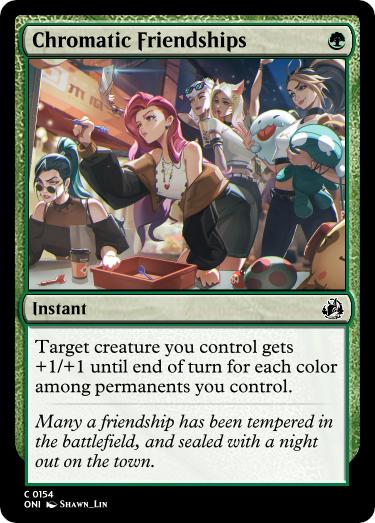 Chromatic Friendships
Instant
Target creature you control gets
+1/+1 until end of turn for each color
among permanents you control.
Many a friendship has been tempered in
the battlefield, and sealed with a night
out on the town.
C 0154
ONI Shawn_Lin